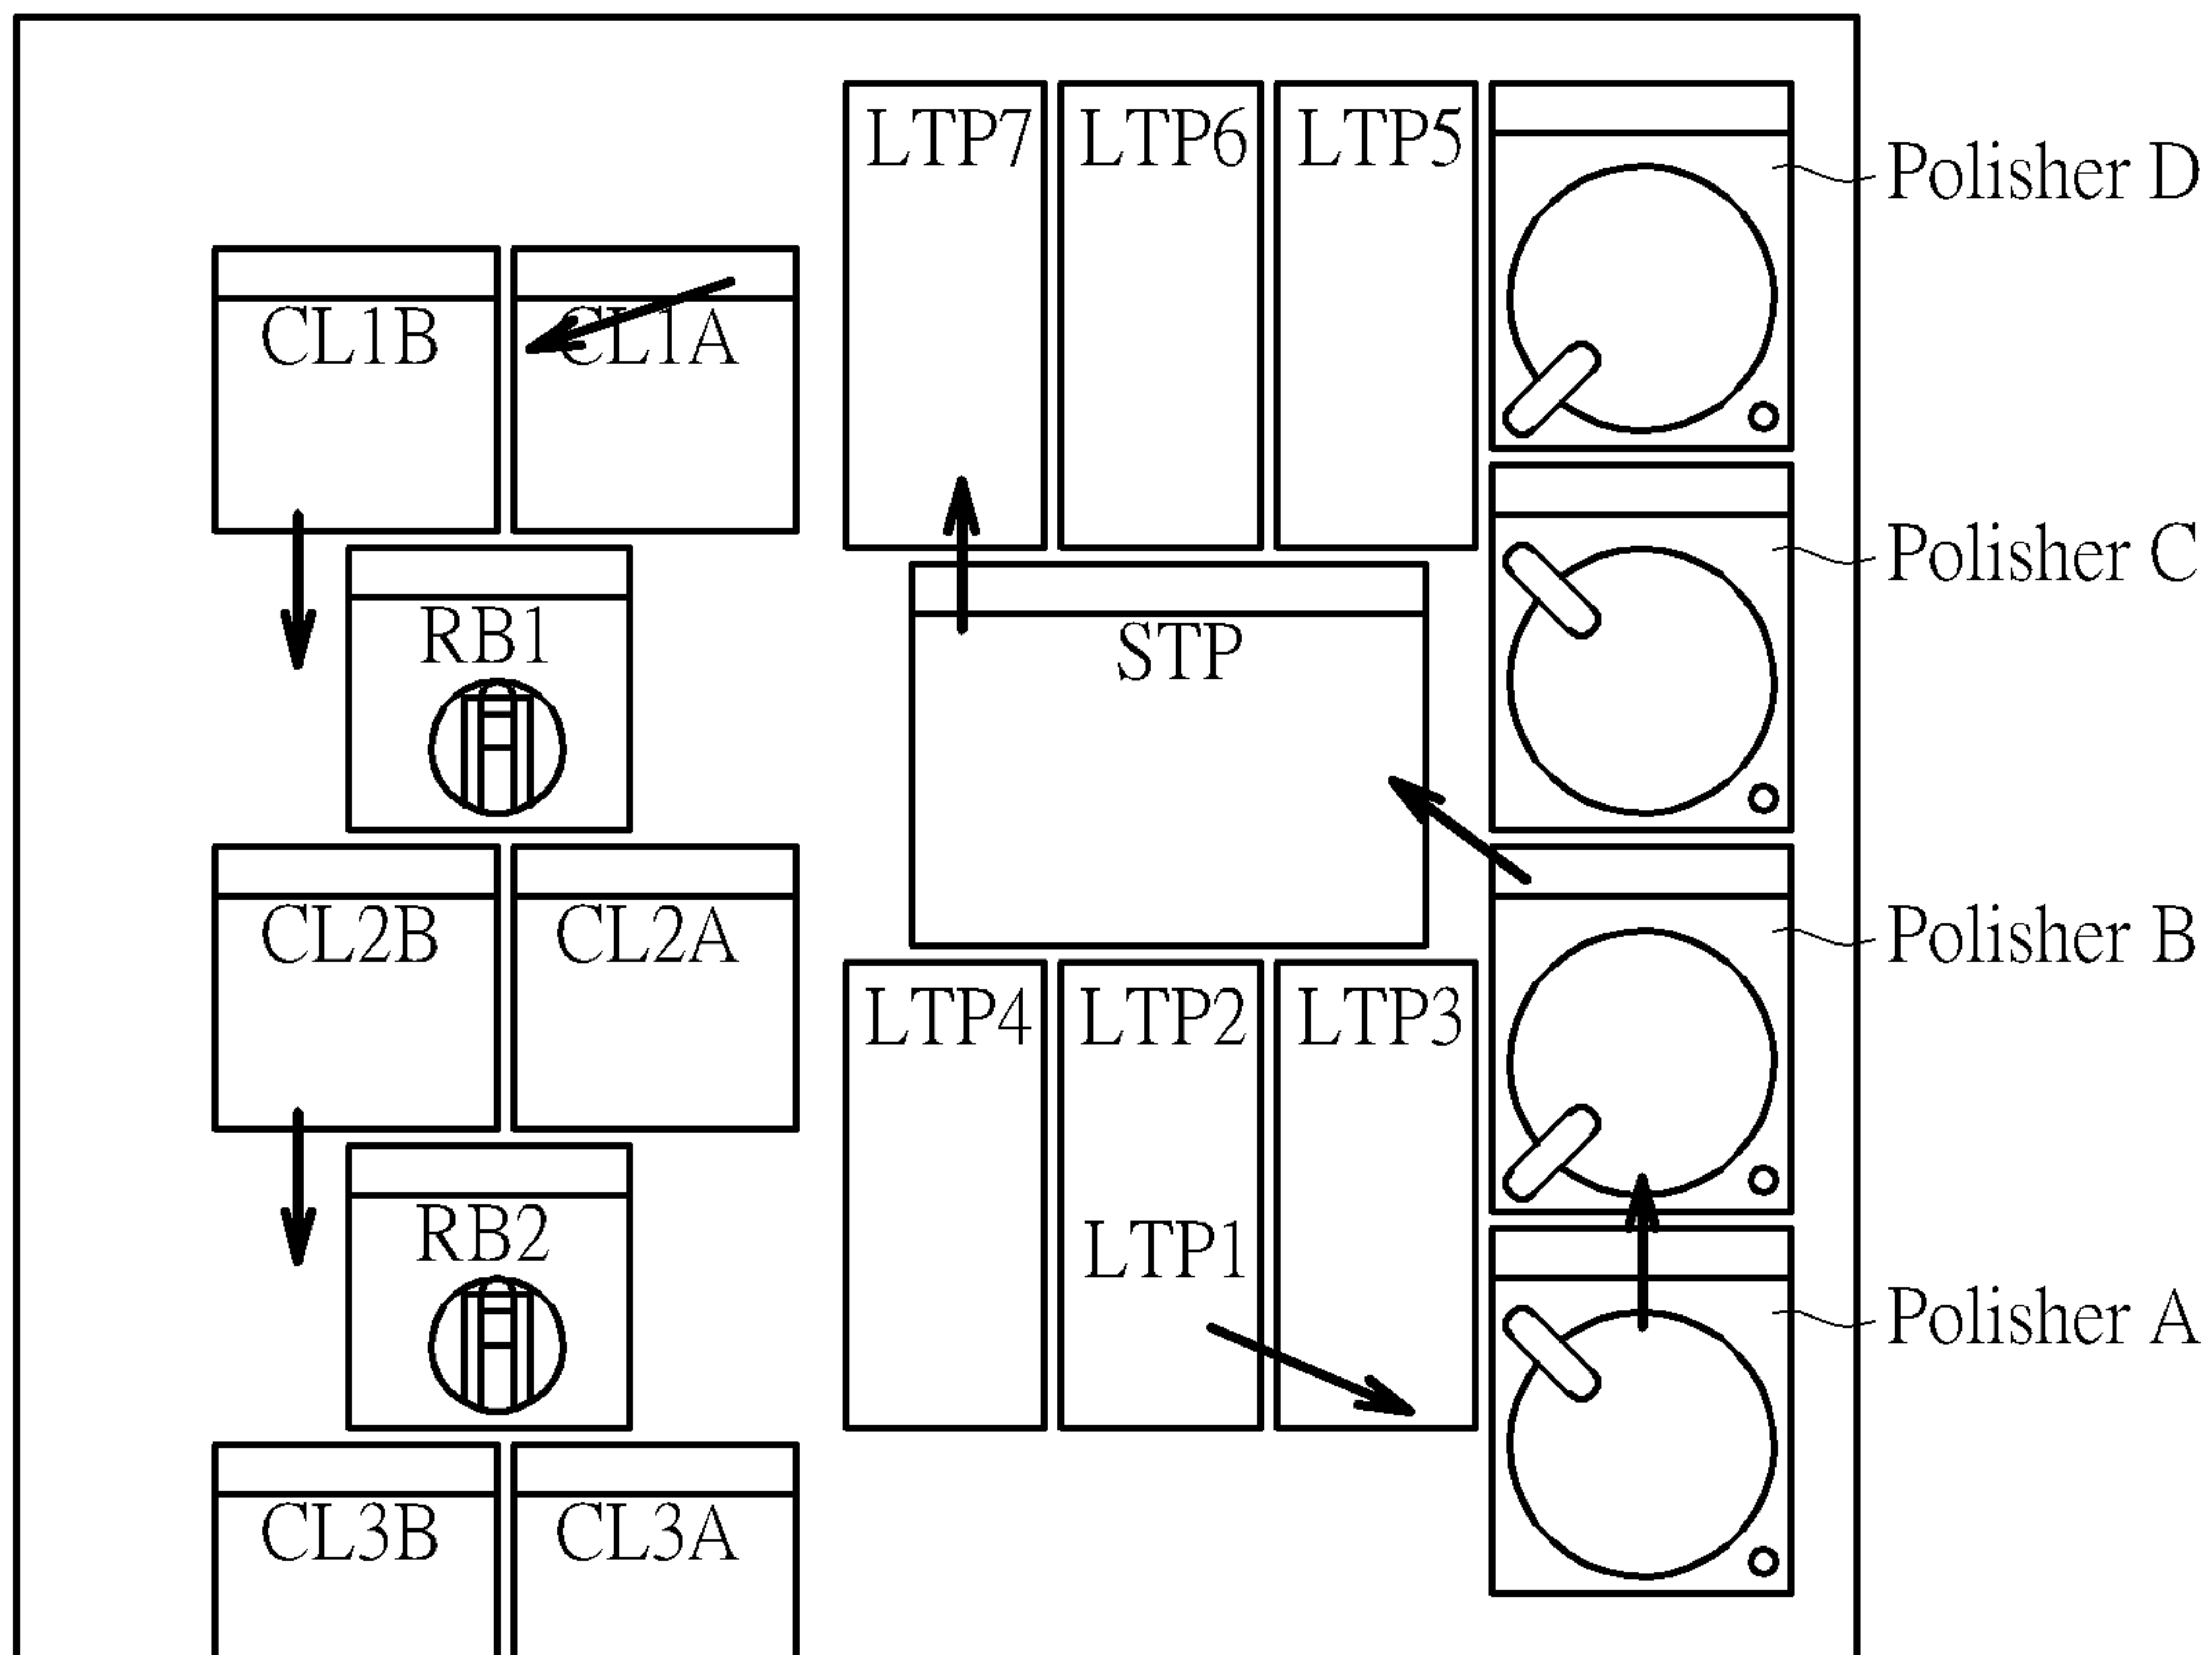 LTP7 LTP6 LTP5
Polisher D
CL1B CL1A
Polisher C
RB1
STP
CL2B CL2A
Polisher B
LTP4 LTP2 LTP3
RB2
LTP1
Polisher A
CL3B CL3A